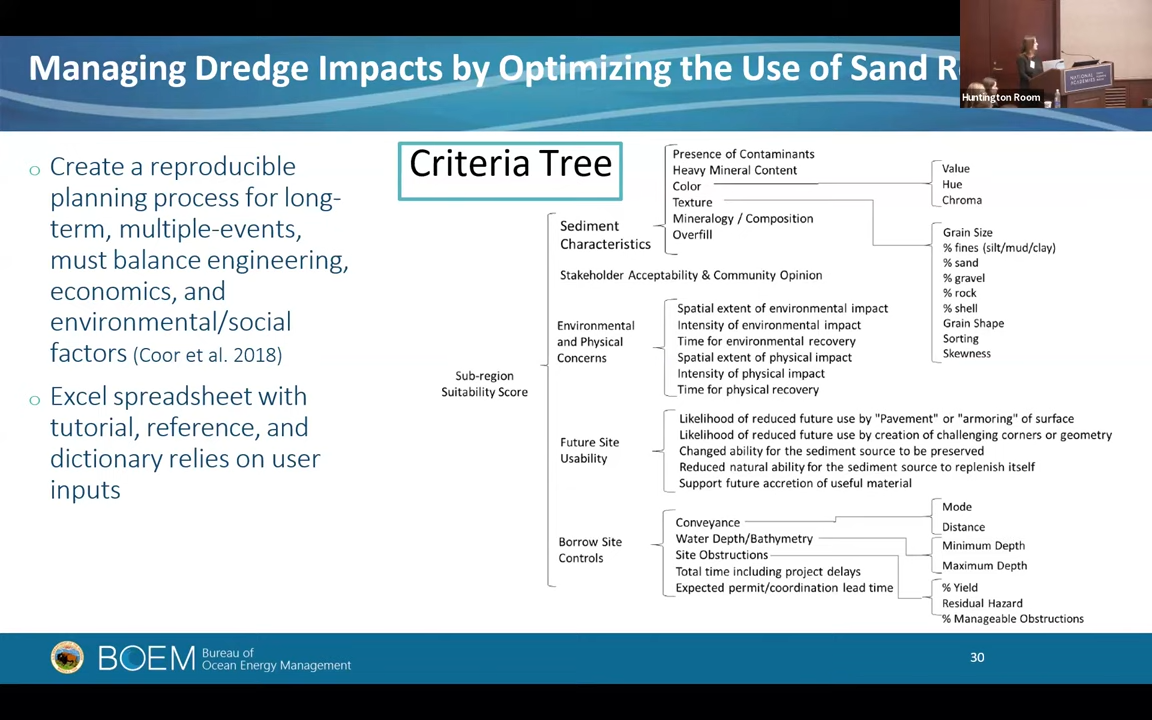 Managing Dredge Impacts by Optimizing the Use of Sand
Huntington Room
NATIONAL
ACADEMIES
o Create a reproducible
planning process for long-
term, multiple-events,
must balance engineering,
economics, and
environmental/social
factors (Coor et al. 2018)
o Excel spreadsheet with
tutorial, reference, and
dictionary relies on user
inputs
Criteria Tree
Sub-region
Suitability Score
Sediment
Characteristics
Presence of Contaminants
Heavy Mineral Content
Color
Texture
Mineralogy / Composition
Overfill
Value
Hue
Chroma
Grain Size
% fines (silt/mud/clay)
% sand
% gravel
% rock
% shell
Grain Shape
Sorting
Skewness
Stakeholder Acceptability & Community Opinion
Environmental
and Physical
Concerns
Spatial extent of environmental impact
Intensity of environmental impact
Time for environmental recovery
Spatial extent of physical impact
Intensity of physical impact
Time for physical recovery
Future Site
Usability
Likelihood of reduced future use by "Pavement" or "armoring" of surface
Likelihood of reduced future use by creation of challenging corners or geometry
Changed ability for the sediment source to be preserved
Reduced natural ability for the sediment source to replenish itself
Support future accretion of useful material
Borrow Site
Controls
Conveyance
Water Depth/Bathymetry
Site Obstructions
Total time including project delays
Expected permit/coordination lead time
Mode
Distance
Minimum Depth
Maximum Depth
% Yield
Residual Hazard
% Manageable Obstructions
BOEM
Bureau of
Ocean Energy Management
30